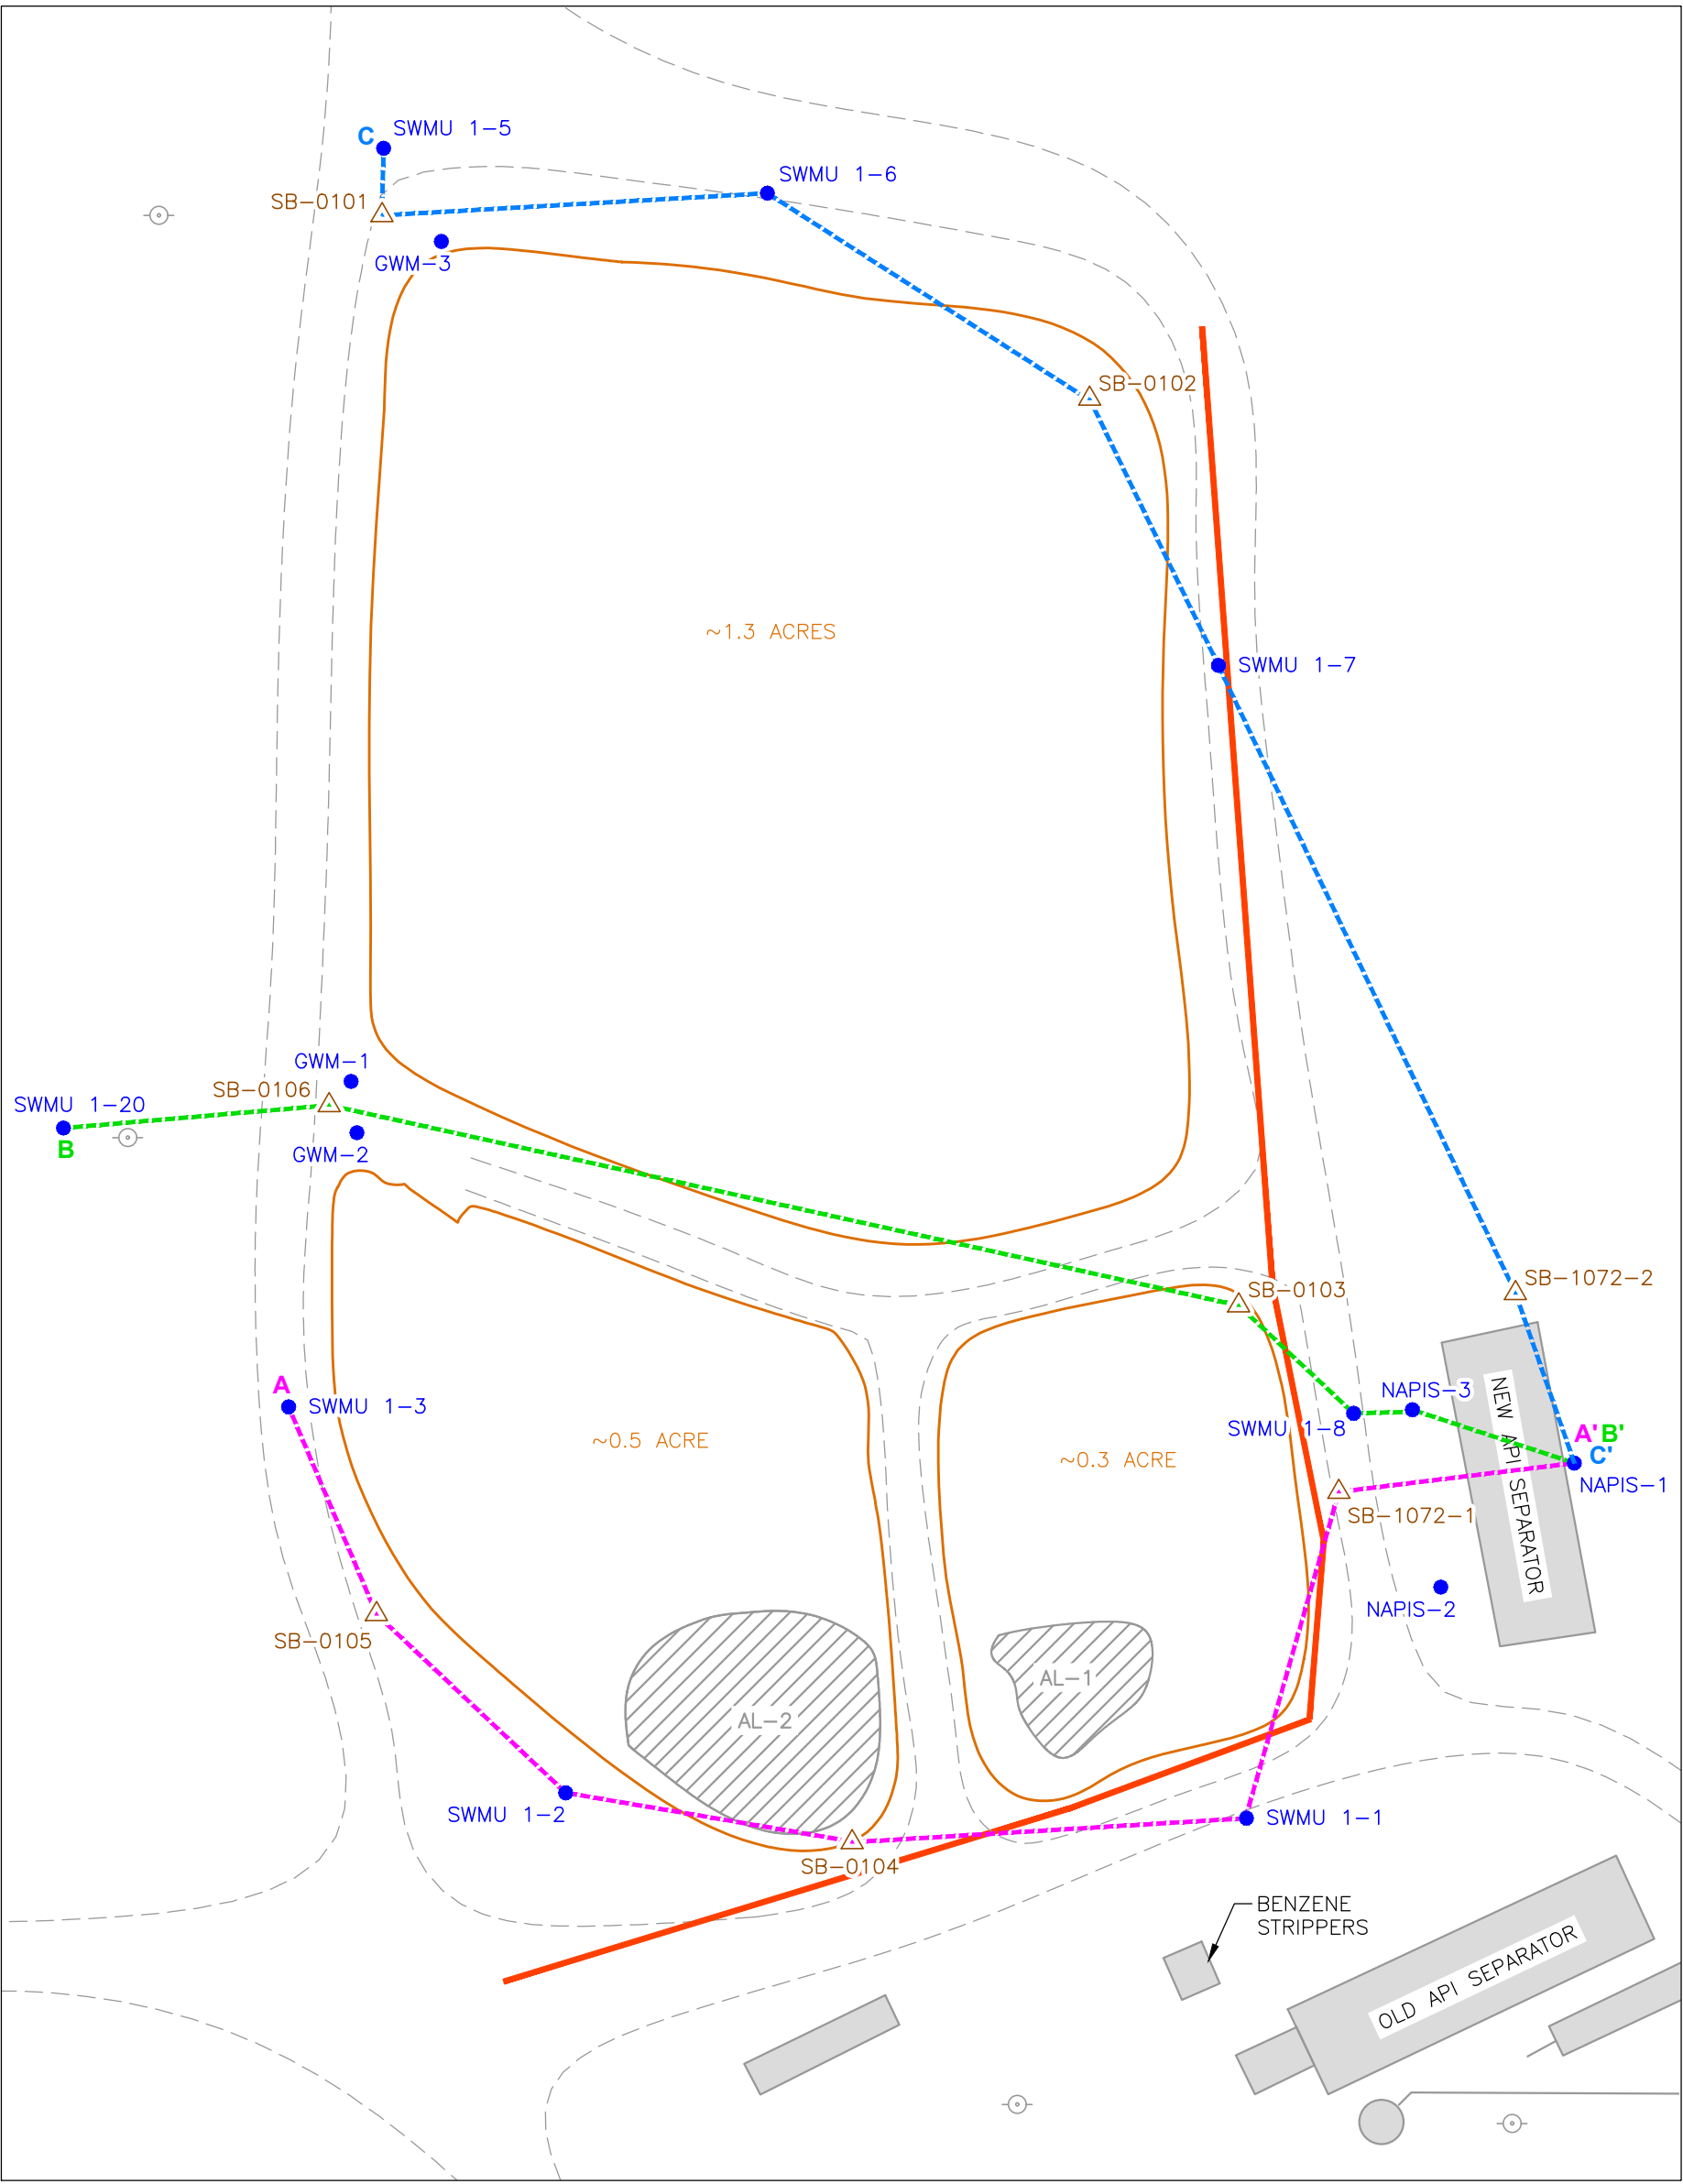 SWMU 1-5
C
SWMU 1-6
SB-0101
GWM-3
SB-0102
~1.3 ACRES
SWMU 1-7
GWM-1
SB-0106
SWMU 1-20
B
GWM-2
SB-1072-2
SB-0103
A
NAPIS-3
SWMU 1-3
SWMU 1-8
A'B'
C'
~0.5 ACRE
~0.3 ACRE
NEW API SEPARATOR
NAPIS-1
SB-1072-1
NAPIS-2
SB-0105
AL-1
AL-2
SWMU 1-2
SWMU 1-1
SB-0104
BENZENE
STRIPPERS
OLD API SEPARATOR